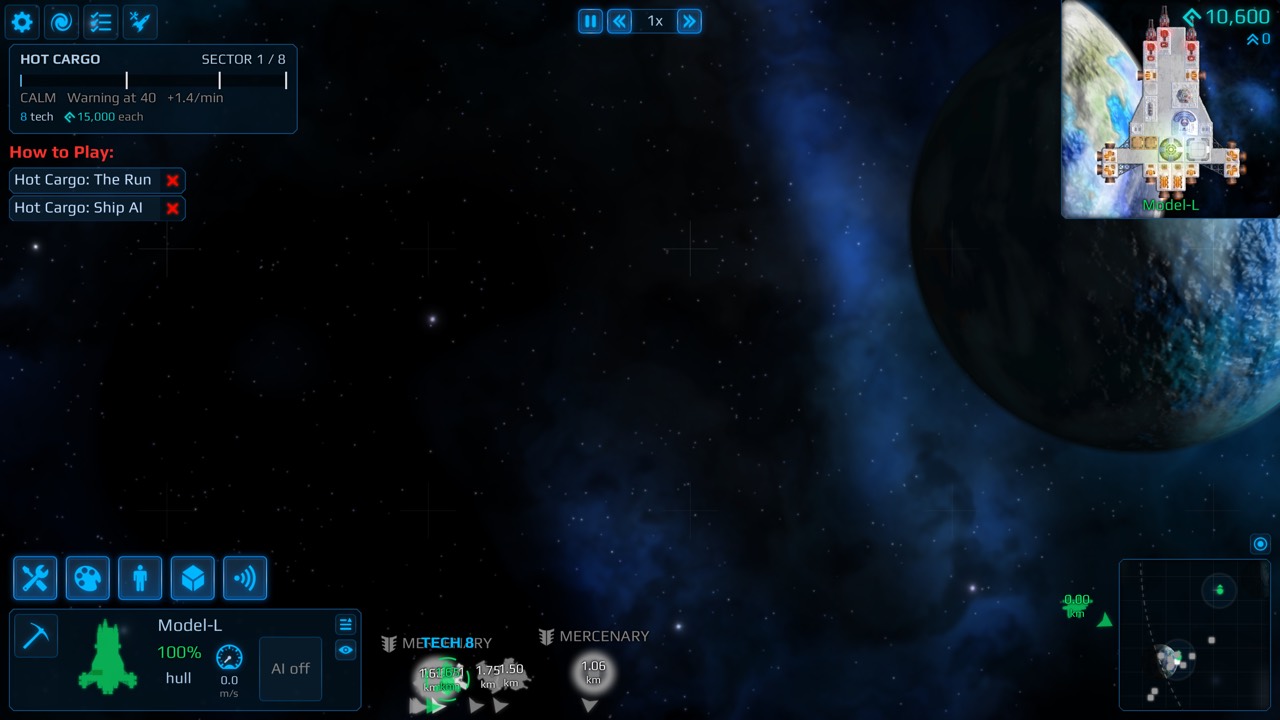 1x
10,600
0
HOT CARGO SECTOR 1 / 8
CALM Warning at 40 +1.4/min
8 tech 15,000 each
How to Play:
Hot Cargo: The Run
Hot Cargo: Ship AI
Model-L
0.00
km
Model-L
100%
hull
0.0
m/s
AI off
TECH 8
MERCENARY
1.75
km
1.50
km
1.06
km